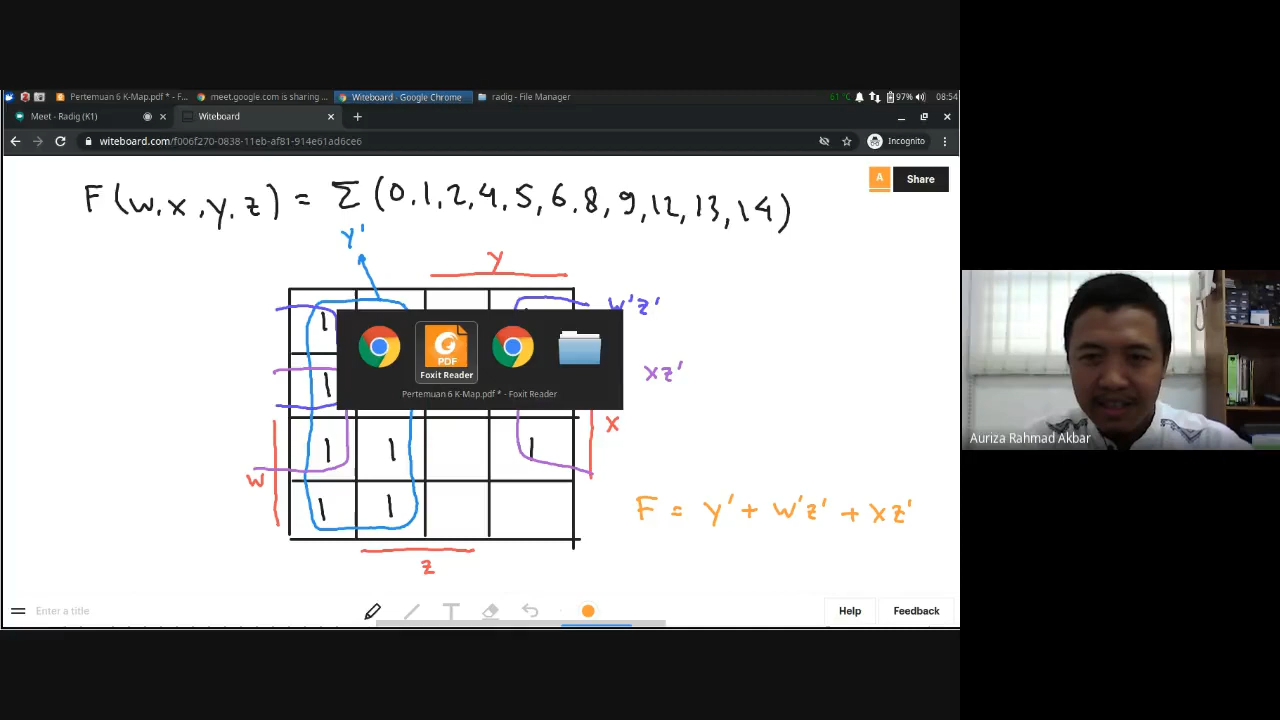 Pertemuan 6 K-Map.pdf * - F... meet.google.com is sharing ... Witeboard - Google Chrome radig - File Manager 61 °C 97% 08:54
Meet - Radig (K1) Witeboard
witeboard.com/f006f270-0838-11eb-af81-914e61ad6ce6 Incognito
A Share
F(w,x,y,z) = Σ(0,1,2,4,5,6,8,9,12,13,14)
y'
y
w'z'
1
1
xz'
PDF
Foxit Reader
Pertemuan 6 K-Map.pdf * - Foxit Reader
x
1 1 1
w
1 1
F = y' + w'z' + xz'
z
Auriza Rahmad Akbar
Enter a title T Help Feedback